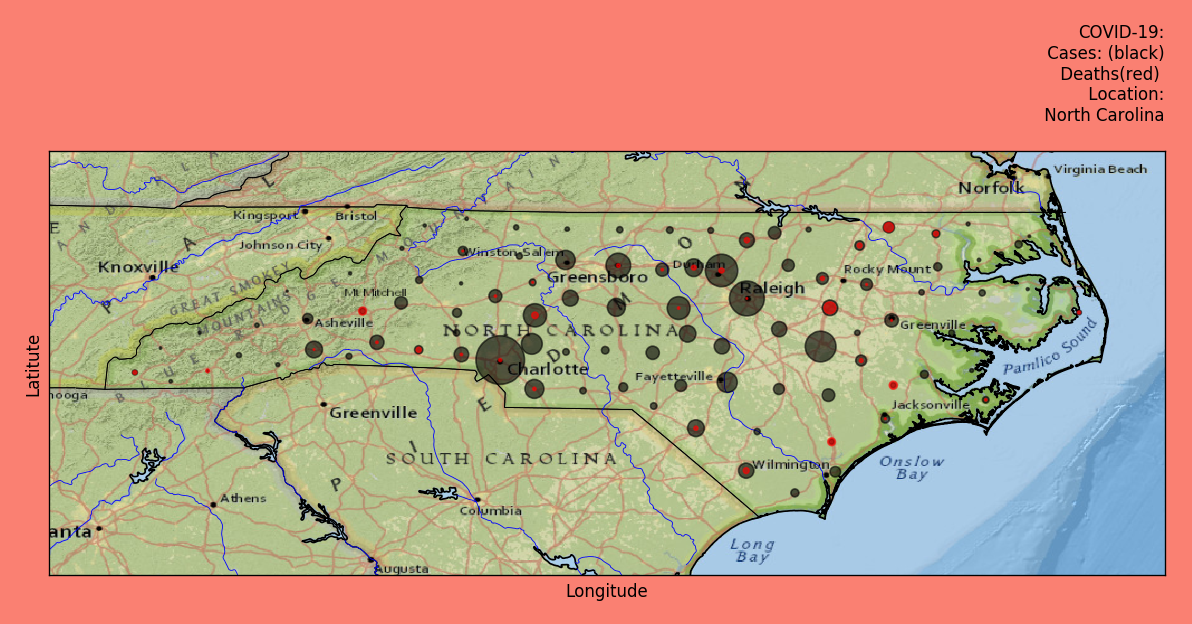 COVID-19:
Cases: (black)
Deaths(red)
Location:
North Carolina
Virginia Beach
Norfolk
Kingsport
Bristol
Johnson City
Winston Salem
Knoxville
Greensboro
Durham
Rocky Mount
GREAT SMOKEY
MOUNTAINS
Mt Mitchell
Raleigh
Asheville
NORTH CAROLINA
Greenville
Pamlico Sound
Charlotte
Fayetteville
nooga
Greenville
Jacksonville
SOUTH CAROLINA
Wilmington
Onslow
Bay
Athens
Columbia
anta
Long
Bay
Augusta
Latitute
Longitude